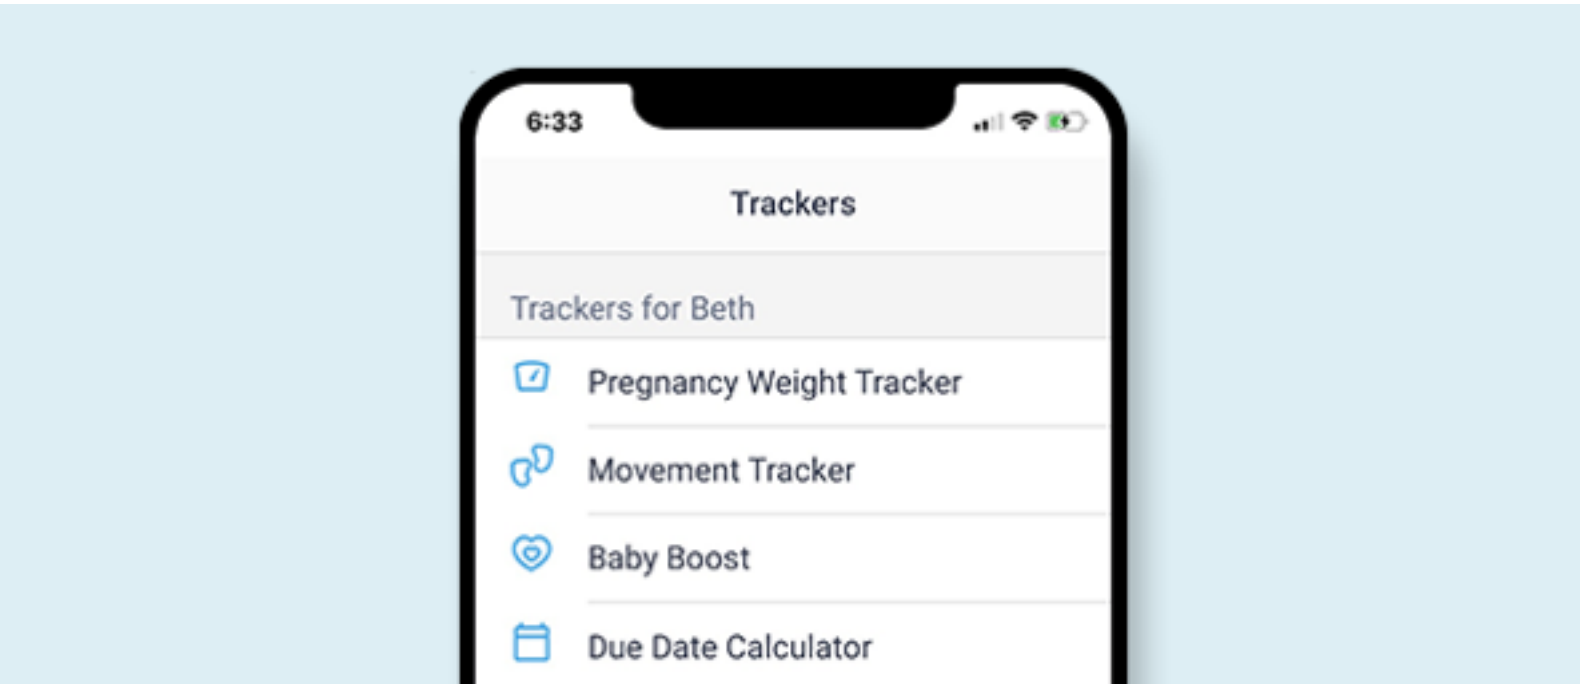 6:33
Trackers
Trackers for Beth
Pregnancy Weight Tracker
Movement Tracker
Baby Boost
Due Date Calculator